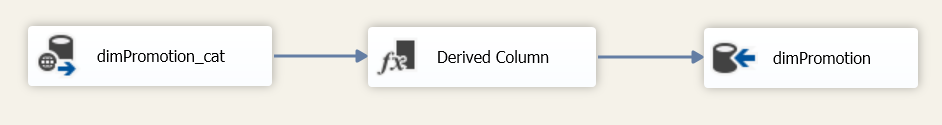 dimPromotion_cat
Derived Column
dimPromotion